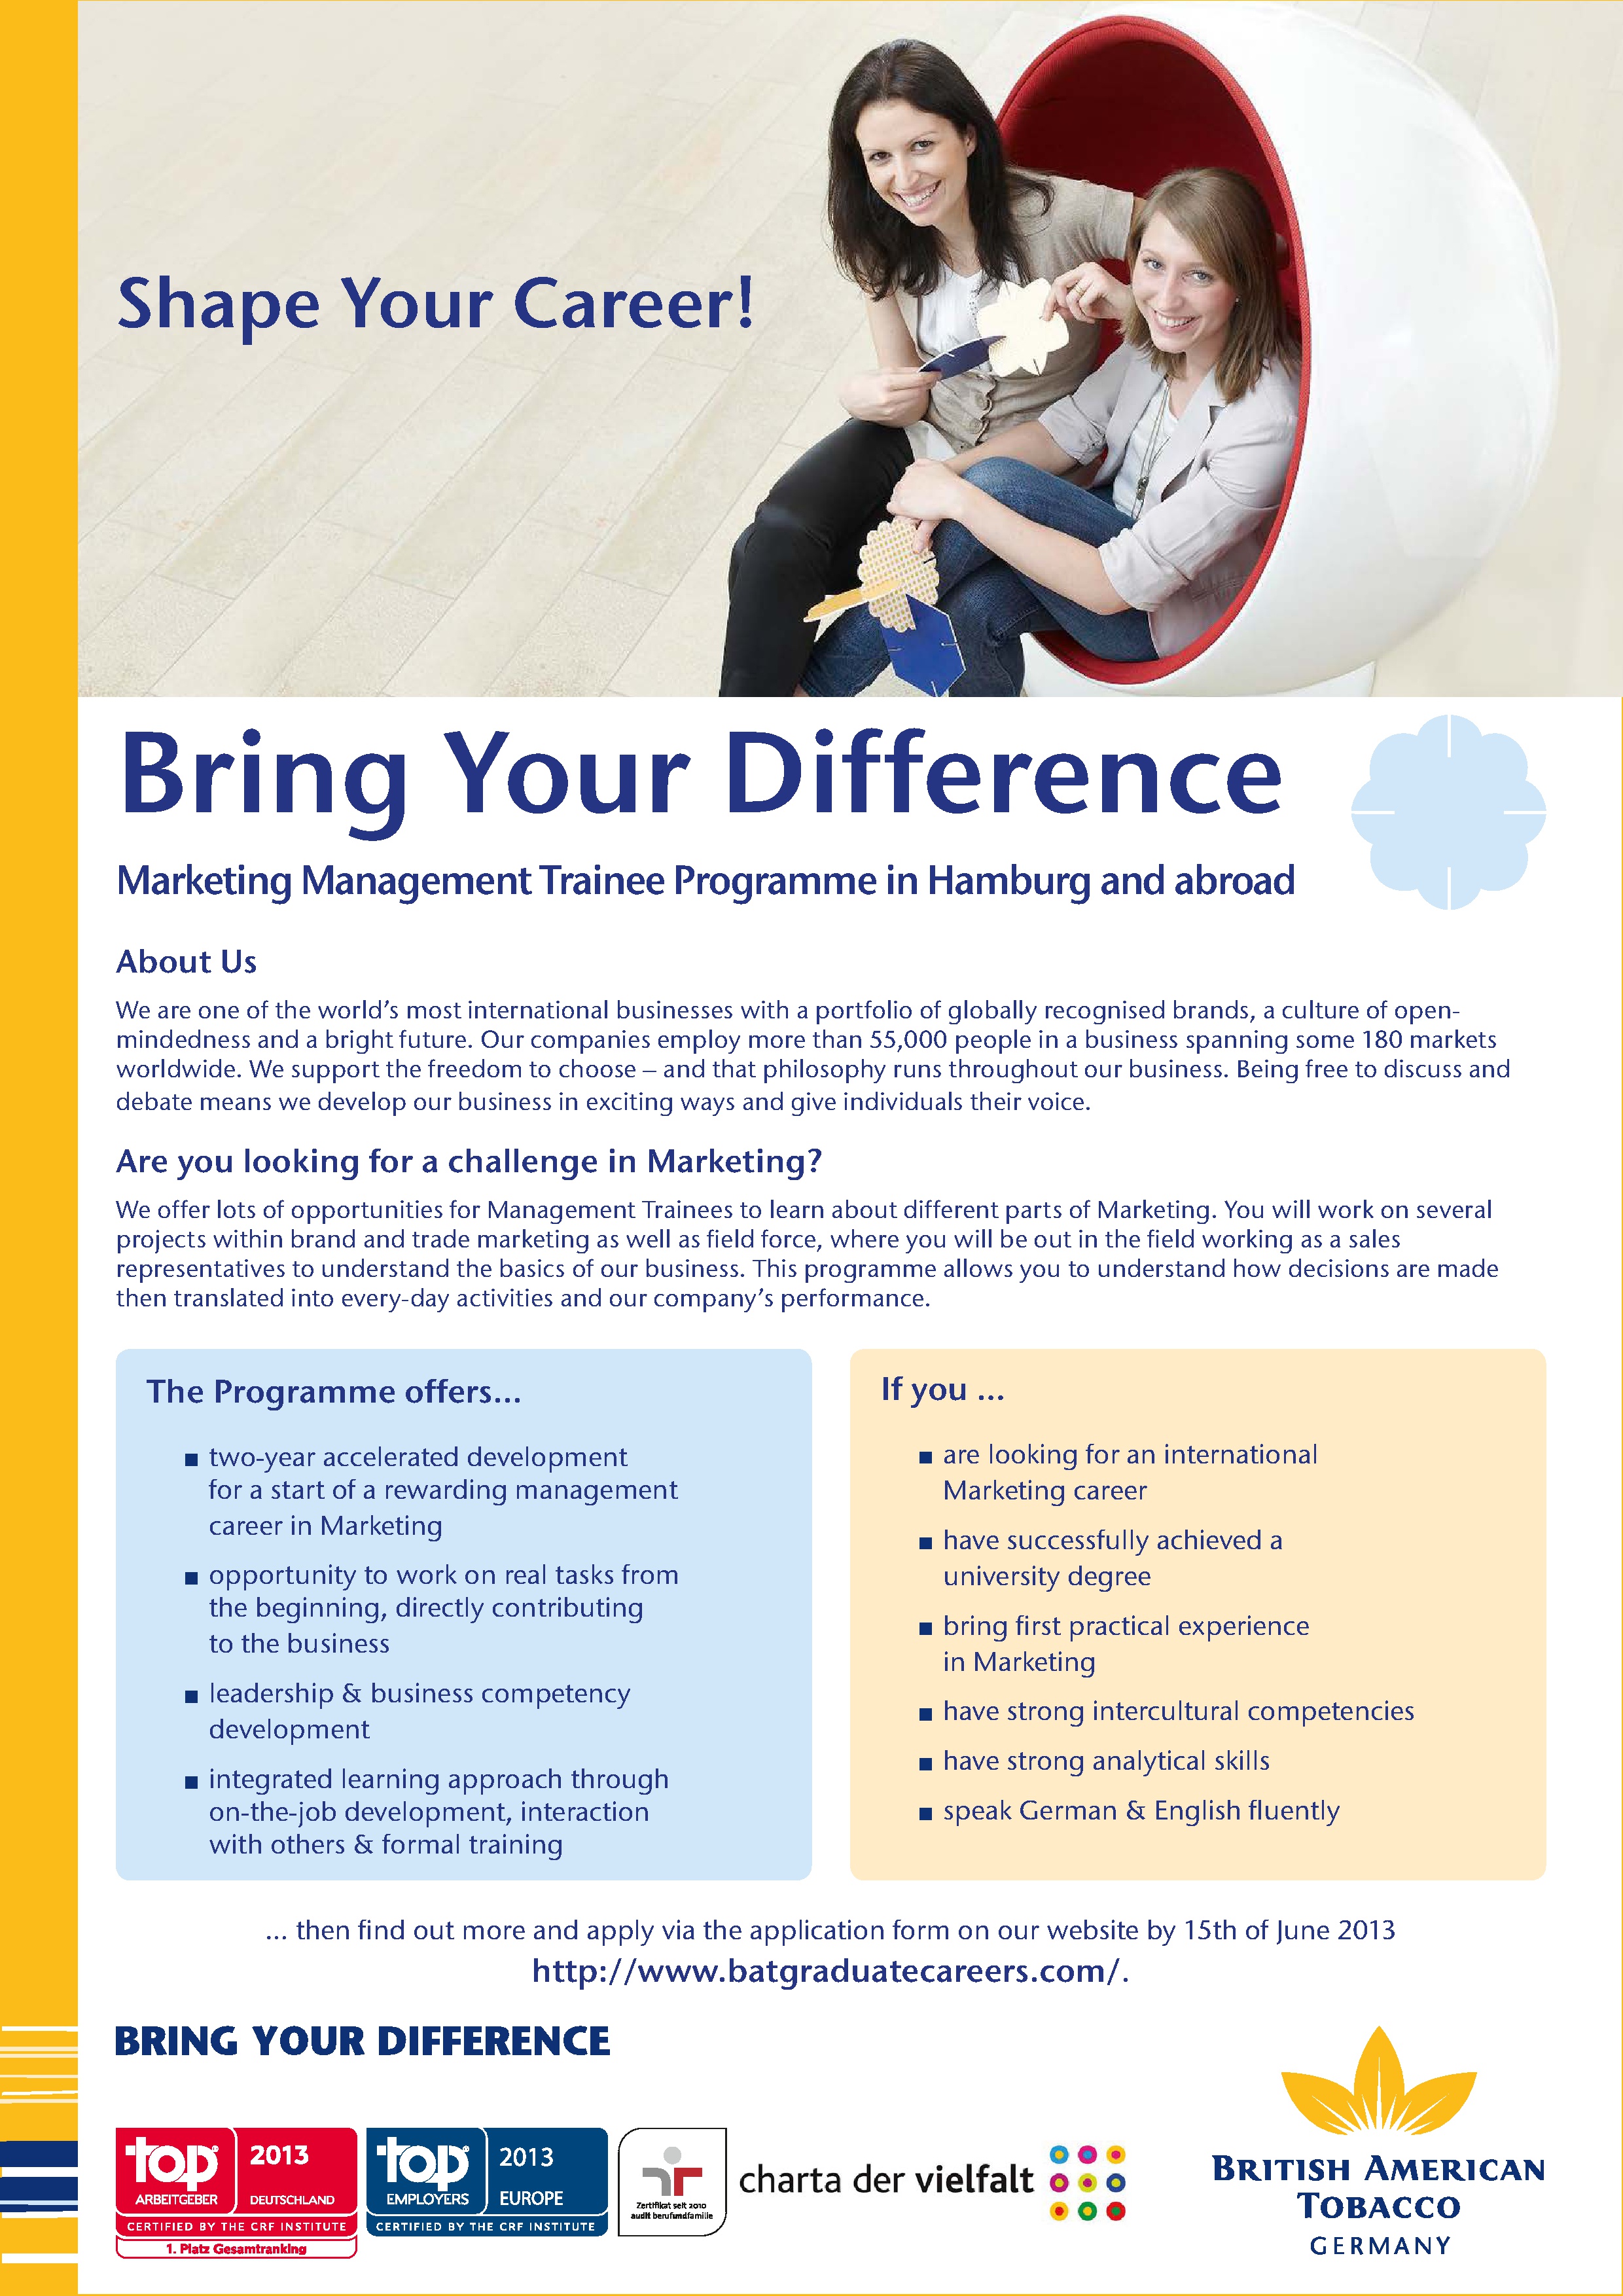 Shape Your Career!
Bring Your Difference
Marketing Management Trainee Programme in Hamburg and abroad
About Us
We are one of the world’s most international businesses with a portfolio of globally recognised brands, a culture of open-
mindedness and a bright future. Our companies employ more than 55,000 people in a business spanning some 180 markets
worldwide. We support the freedom to choose – and that philosophy runs throughout our business. Being free to discuss and
debate means we develop our business in exciting ways and give individuals their voice.
Are you looking for a challenge in Marketing?
We offer lots of opportunities for Management Trainees to learn about different parts of Marketing. You will work on several
projects within brand and trade marketing as well as field force, where you will be out in the field working as a sales
representatives to understand the basics of our business. This programme allows you to understand how decisions are made
then translated into every-day activities and our company’s performance.
The Programme offers...
■ two-year accelerated development
for a start of a rewarding management
career in Marketing
■ opportunity to work on real tasks from
the beginning, directly contributing
to the business
■ leadership & business competency
development
■ integrated learning approach through
on-the-job development, interaction
with others & formal training
If you ...
■ are looking for an international
Marketing career
■ have successfully achieved a
university degree
■ bring first practical experience
in Marketing
■ have strong intercultural competencies
■ have strong analytical skills
■ speak German & English fluently
... then find out more and apply via the application form on our website by 15th of June 2013
http://www.batgraduatecareers.com/.
BRING YOUR DIFFERENCE
top® 2013
ARBEITGEBER DEUTSCHLAND
CERTIFIED BY THE CRF INSTITUTE
1. Platz Gesamtranking
top® 2013
EMPLOYERS EUROPE
CERTIFIED BY THE CRF INSTITUTE
Zertifikat seit 2010
audit berufundfamilie
charta der vielfalt
BRITISH AMERICAN
TOBACCO
GERMANY